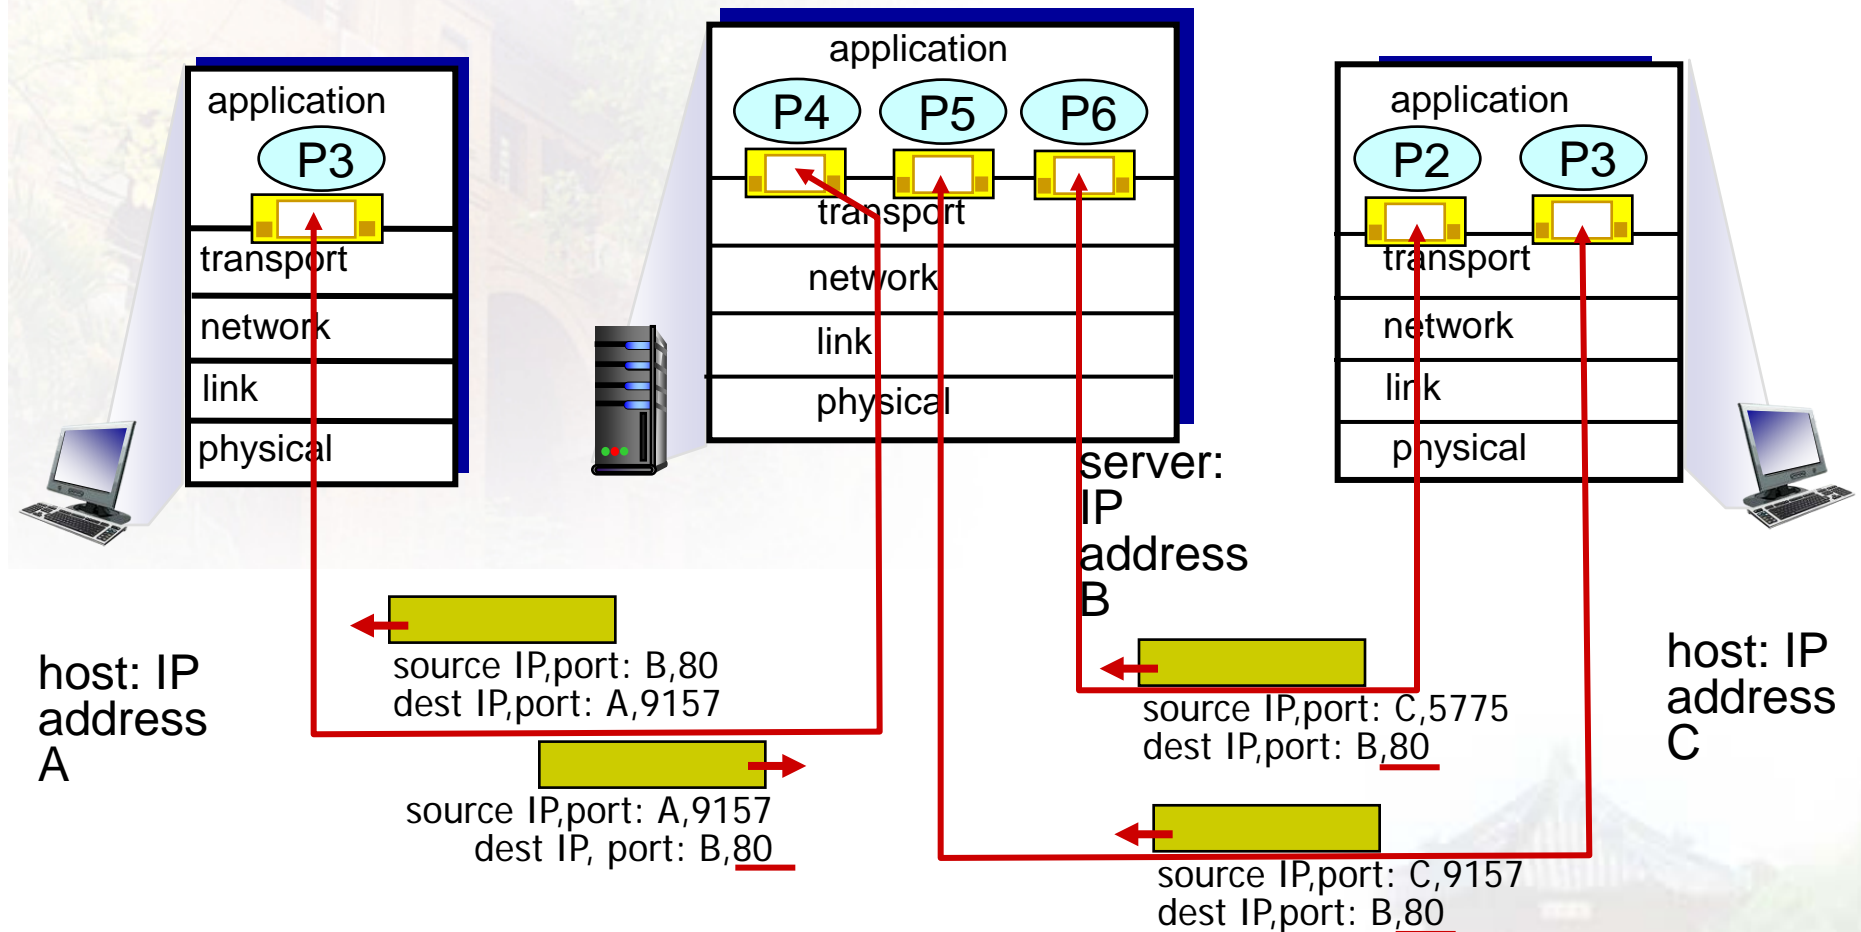 application
P3
transport
network
link
physical
host: IP
address
A
application
P4
P5
P6
transport
network
link
physical
server:
IP
address
B
application
P2
P3
transport
network
link
physical
host: IP
address
C
source IP,port: B,80
dest IP,port: A,9157
source IP,port: A,9157
dest IP, port: B,80
source IP,port: C,5775
dest IP,port: B,80
source IP,port: C,9157
dest IP,port: B,80